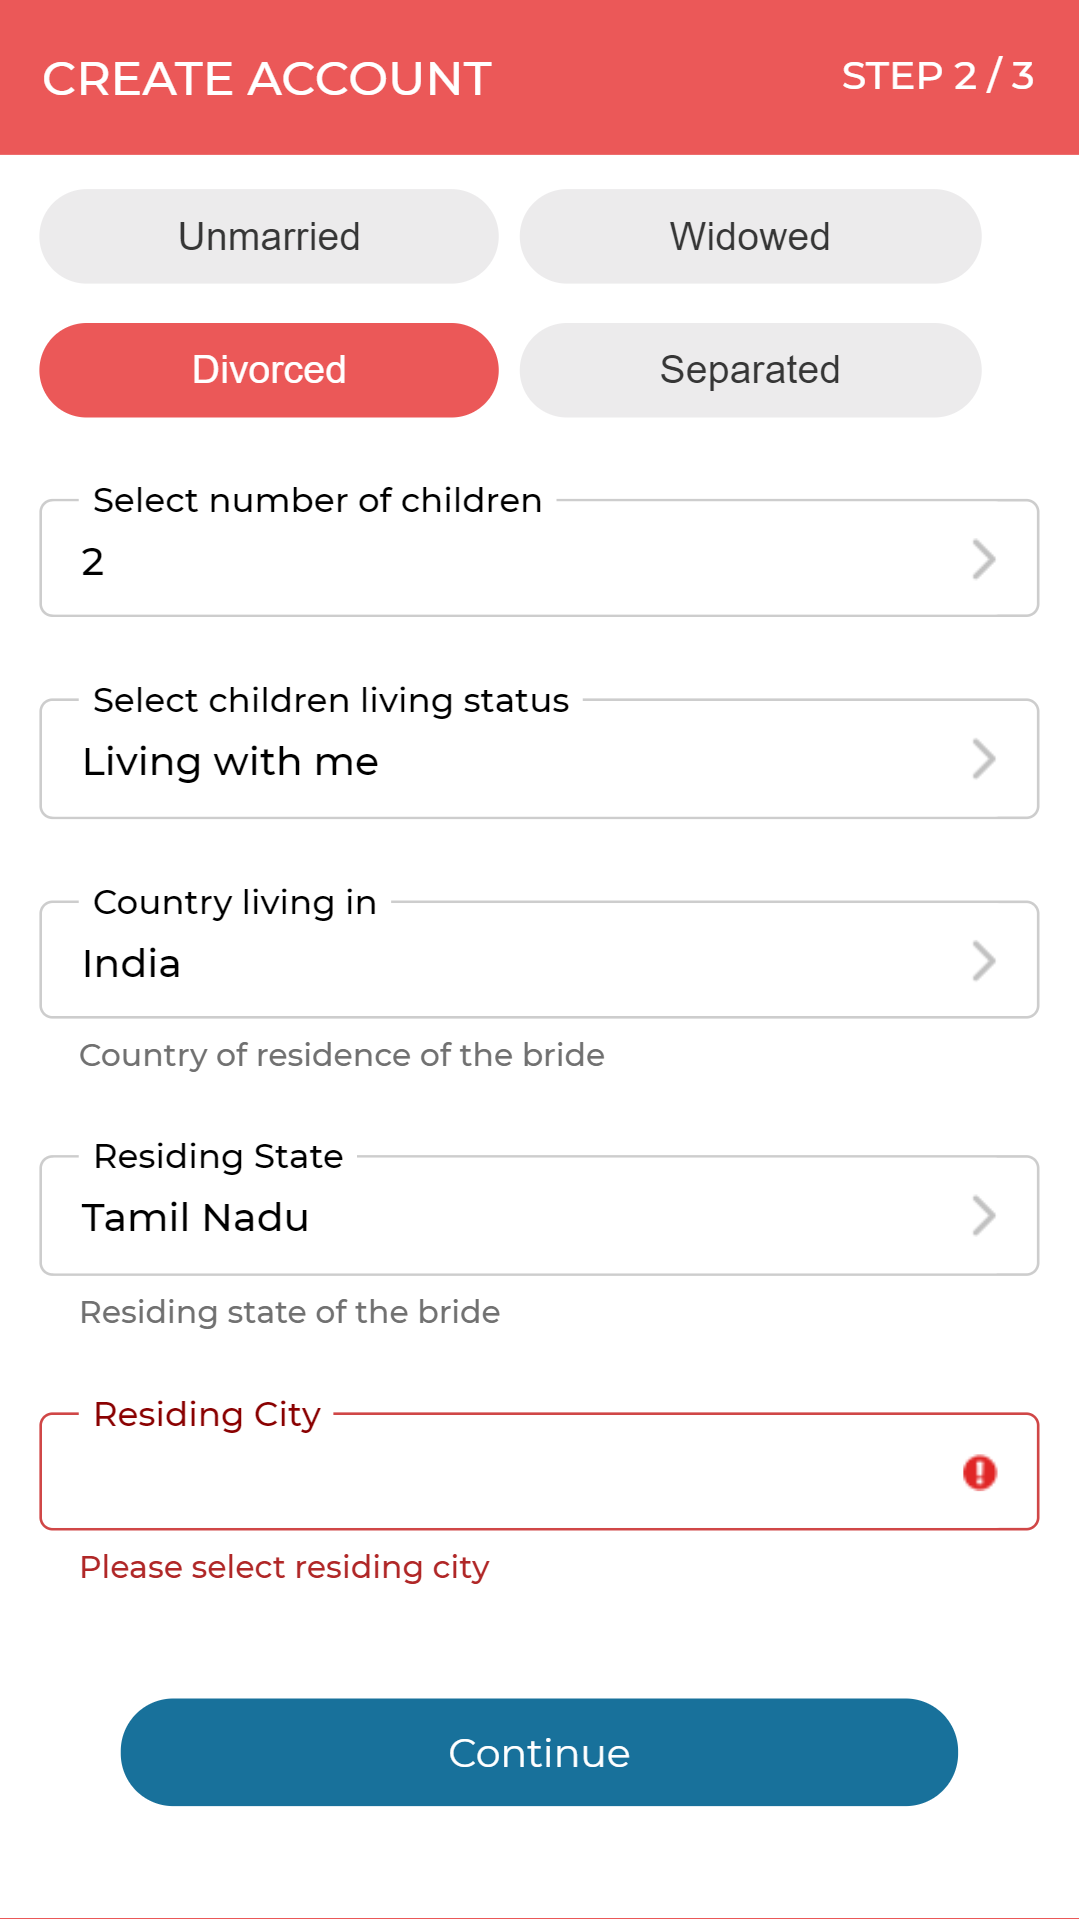 CREATE ACCOUNT STEP 2 / 3
Unmarried Widowed
Divorced Separated
Select number of children
2
Select children living status
Living with me
Country living in
India
Country of residence of the bride
Residing State
Tamil Nadu
Residing state of the bride
Residing City
Please select residing city
Continue